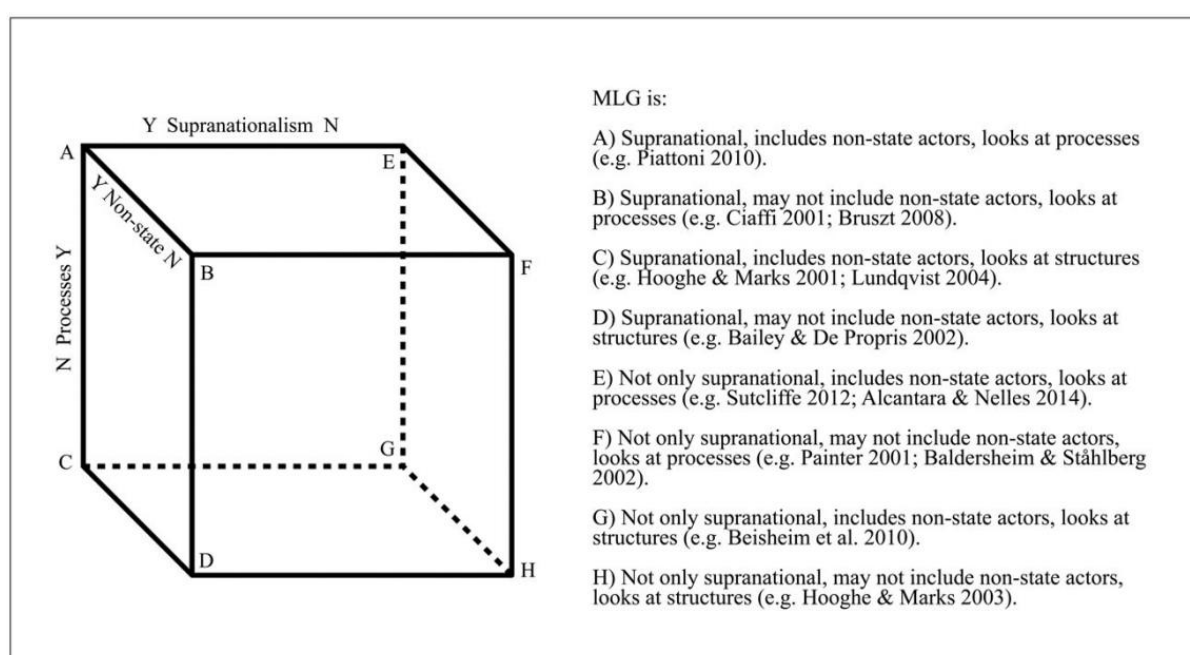 Y Supranationalism N
A
E
Y Non-state N
B
F
N Processes Y
C
G
D
H
MLG is:
A) Supranational, includes non-state actors, looks at processes
(e.g. Piattoni 2010).
B) Supranational, may not include non-state actors, looks at
processes (e.g. Ciaffi 2001; Bruszt 2008).
C) Supranational, includes non-state actors, looks at structures
(e.g. Hooghe & Marks 2001; Lundqvist 2004).
D) Supranational, may not include non-state actors, looks at
structures (e.g. Bailey & De Propris 2002).
E) Not only supranational, includes non-state actors, looks at
processes (e.g. Sutcliffe 2012; Alcantara & Nelles 2014).
F) Not only supranational, may not include non-state actors,
looks at processes (e.g. Painter 2001; Baldersheim & Ståhlberg
2002).
G) Not only supranational, includes non-state actors, looks at
structures (e.g. Beisheim et al. 2010).
H) Not only supranational, may not include non-state actors,
looks at structures (e.g. Hooghe & Marks 2003).